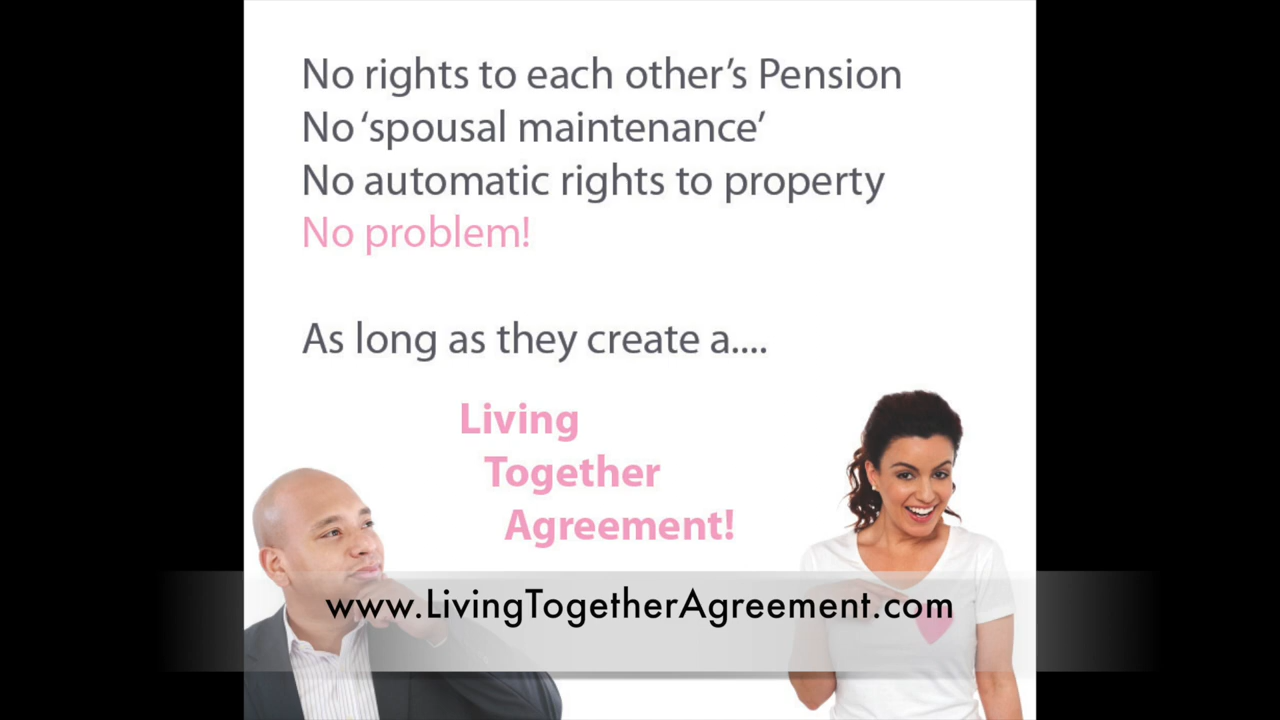 No rights to each other’s Pension
No ‘spousal maintenance’
No automatic rights to property
No problem!
As long as they create a....
Living
Together
Agreement!
www.LivingTogetherAgreement.com